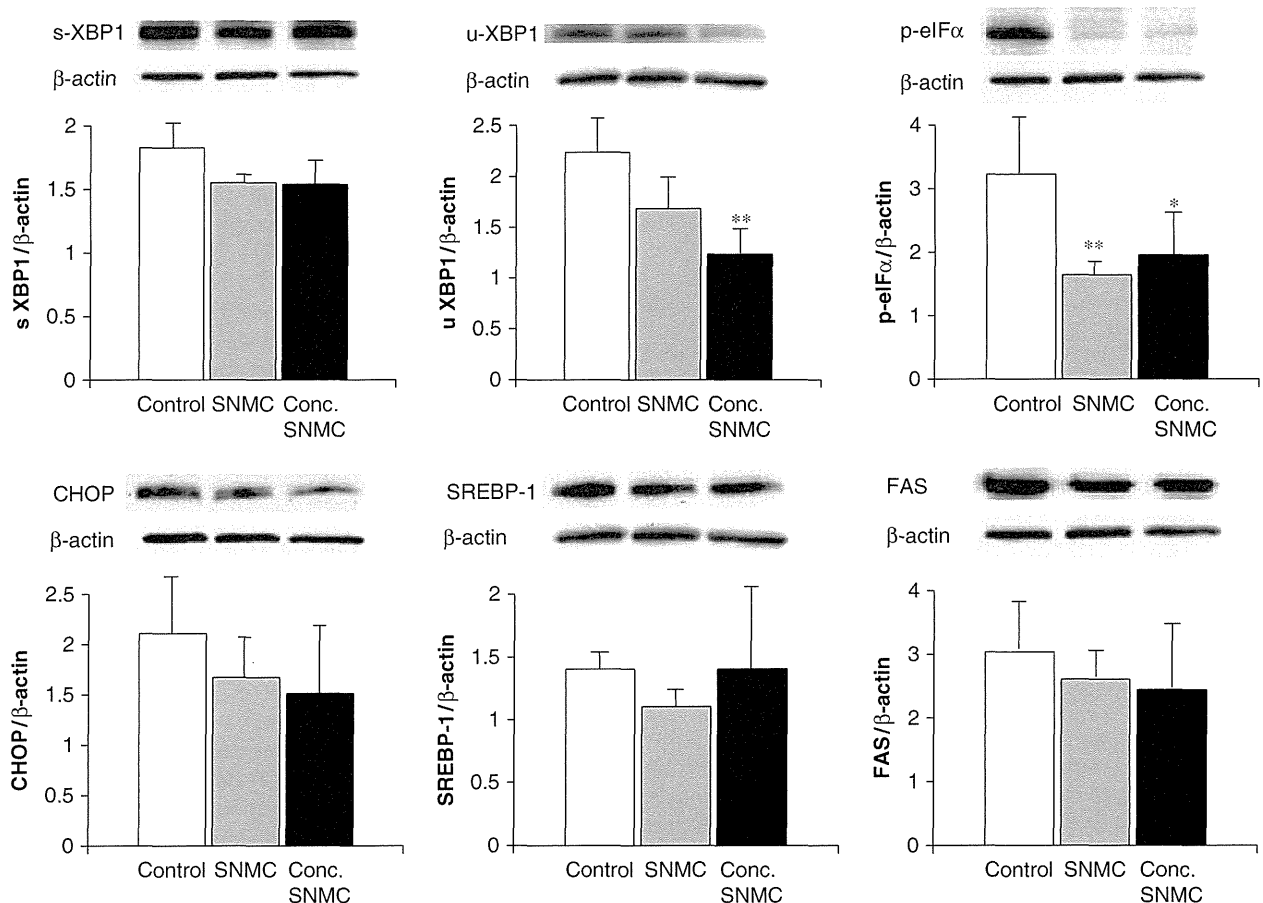 s-XBP1
β-actin
s XBP1/β-actin
2
1.5
1
0.5
0
Control SNMC Conc. SNMC
u-XBP1
β-actin
u XBP1/β-actin
2.5
2
1.5
1
0.5
0
**
Control SNMC Conc. SNMC
p-eIFα
β-actin
p-eIFα/β-actin
4
3
2
1
0
**
*
Control SNMC Conc. SNMC
CHOP
β-actin
CHOP/β-actin
2.5
2
1.5
1
0.5
0
Control SNMC Conc. SNMC
SREBP-1
β-actin
SREBP-1/β-actin
2
1.5
1
0.5
0
Control SNMC Conc. SNMC
FAS
β-actin
FAS/β-actin
4
3
2
1
0
Control SNMC Conc. SNMC